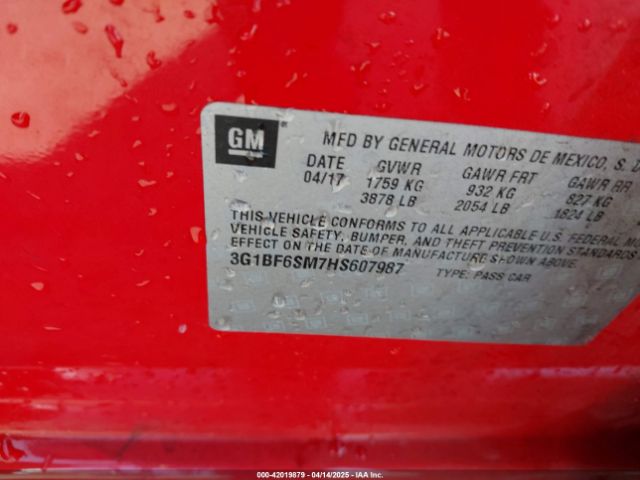 GM
MFD BY GENERAL MOTORS DE MEXICO, S. D
DATE GVWR GAWR FRT GAWR RR
04/17 1759 KG 932 KG 827 KG
3878 LB 2054 LB 1824 LB
THIS VEHICLE CONFORMS TO ALL APPLICABLE U.S. FEDERAL M
VEHICLE SAFETY, BUMPER, AND THEFT PREVENTION STANDARDS
EFFECT ON THE DATE OF MANUFACTURE SHOWN ABOVE.
3G1BF6SM7HS607987 TYPE: PASS CAR
000-42019879 - 04/14/2025 - IAA Inc.